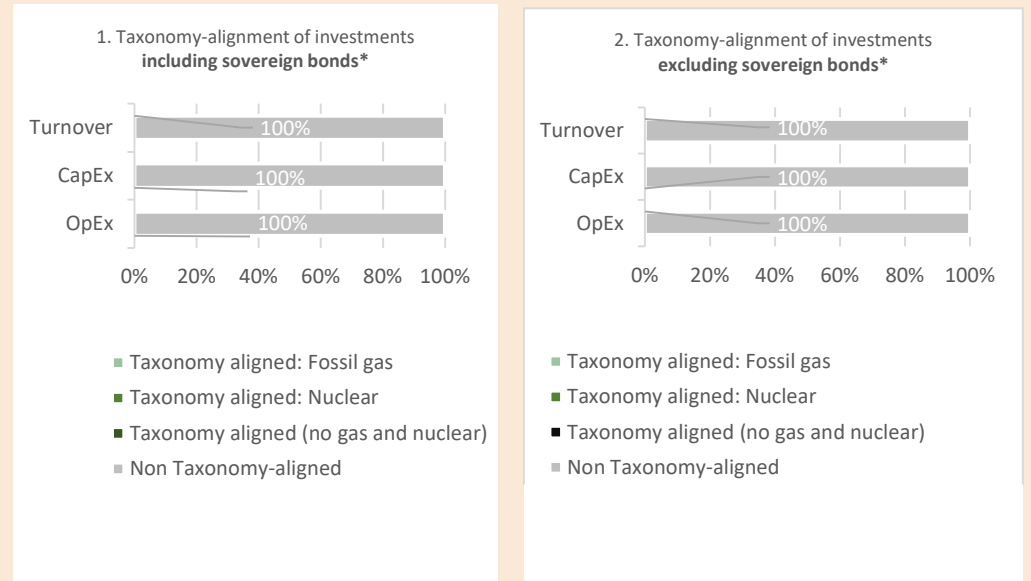 1. Taxonomy-alignment of investments
including sovereign bonds*
Turnover
100%
CapEx
100%
OpEx
100%
0% 20% 40% 60% 80% 100%
Taxonomy aligned: Fossil gas
Taxonomy aligned: Nuclear
Taxonomy aligned (no gas and nuclear)
Non Taxonomy-aligned
2. Taxonomy-alignment of investments
excluding sovereign bonds*
Turnover
100%
CapEx
100%
OpEx
100%
0% 20% 40% 60% 80% 100%
Taxonomy aligned: Fossil gas
Taxonomy aligned: Nuclear
Taxonomy aligned (no gas and nuclear)
Non Taxonomy-aligned